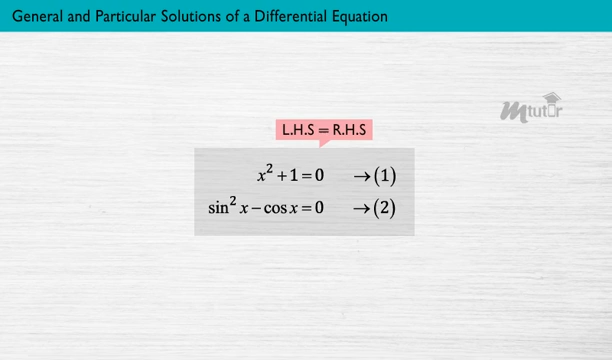 General and Particular Solutions of a Differential Equation
Mtutor
L.H.S = R.H.S
x² + 1 = 0 → (1)
sin² x − cos x = 0 → (2)